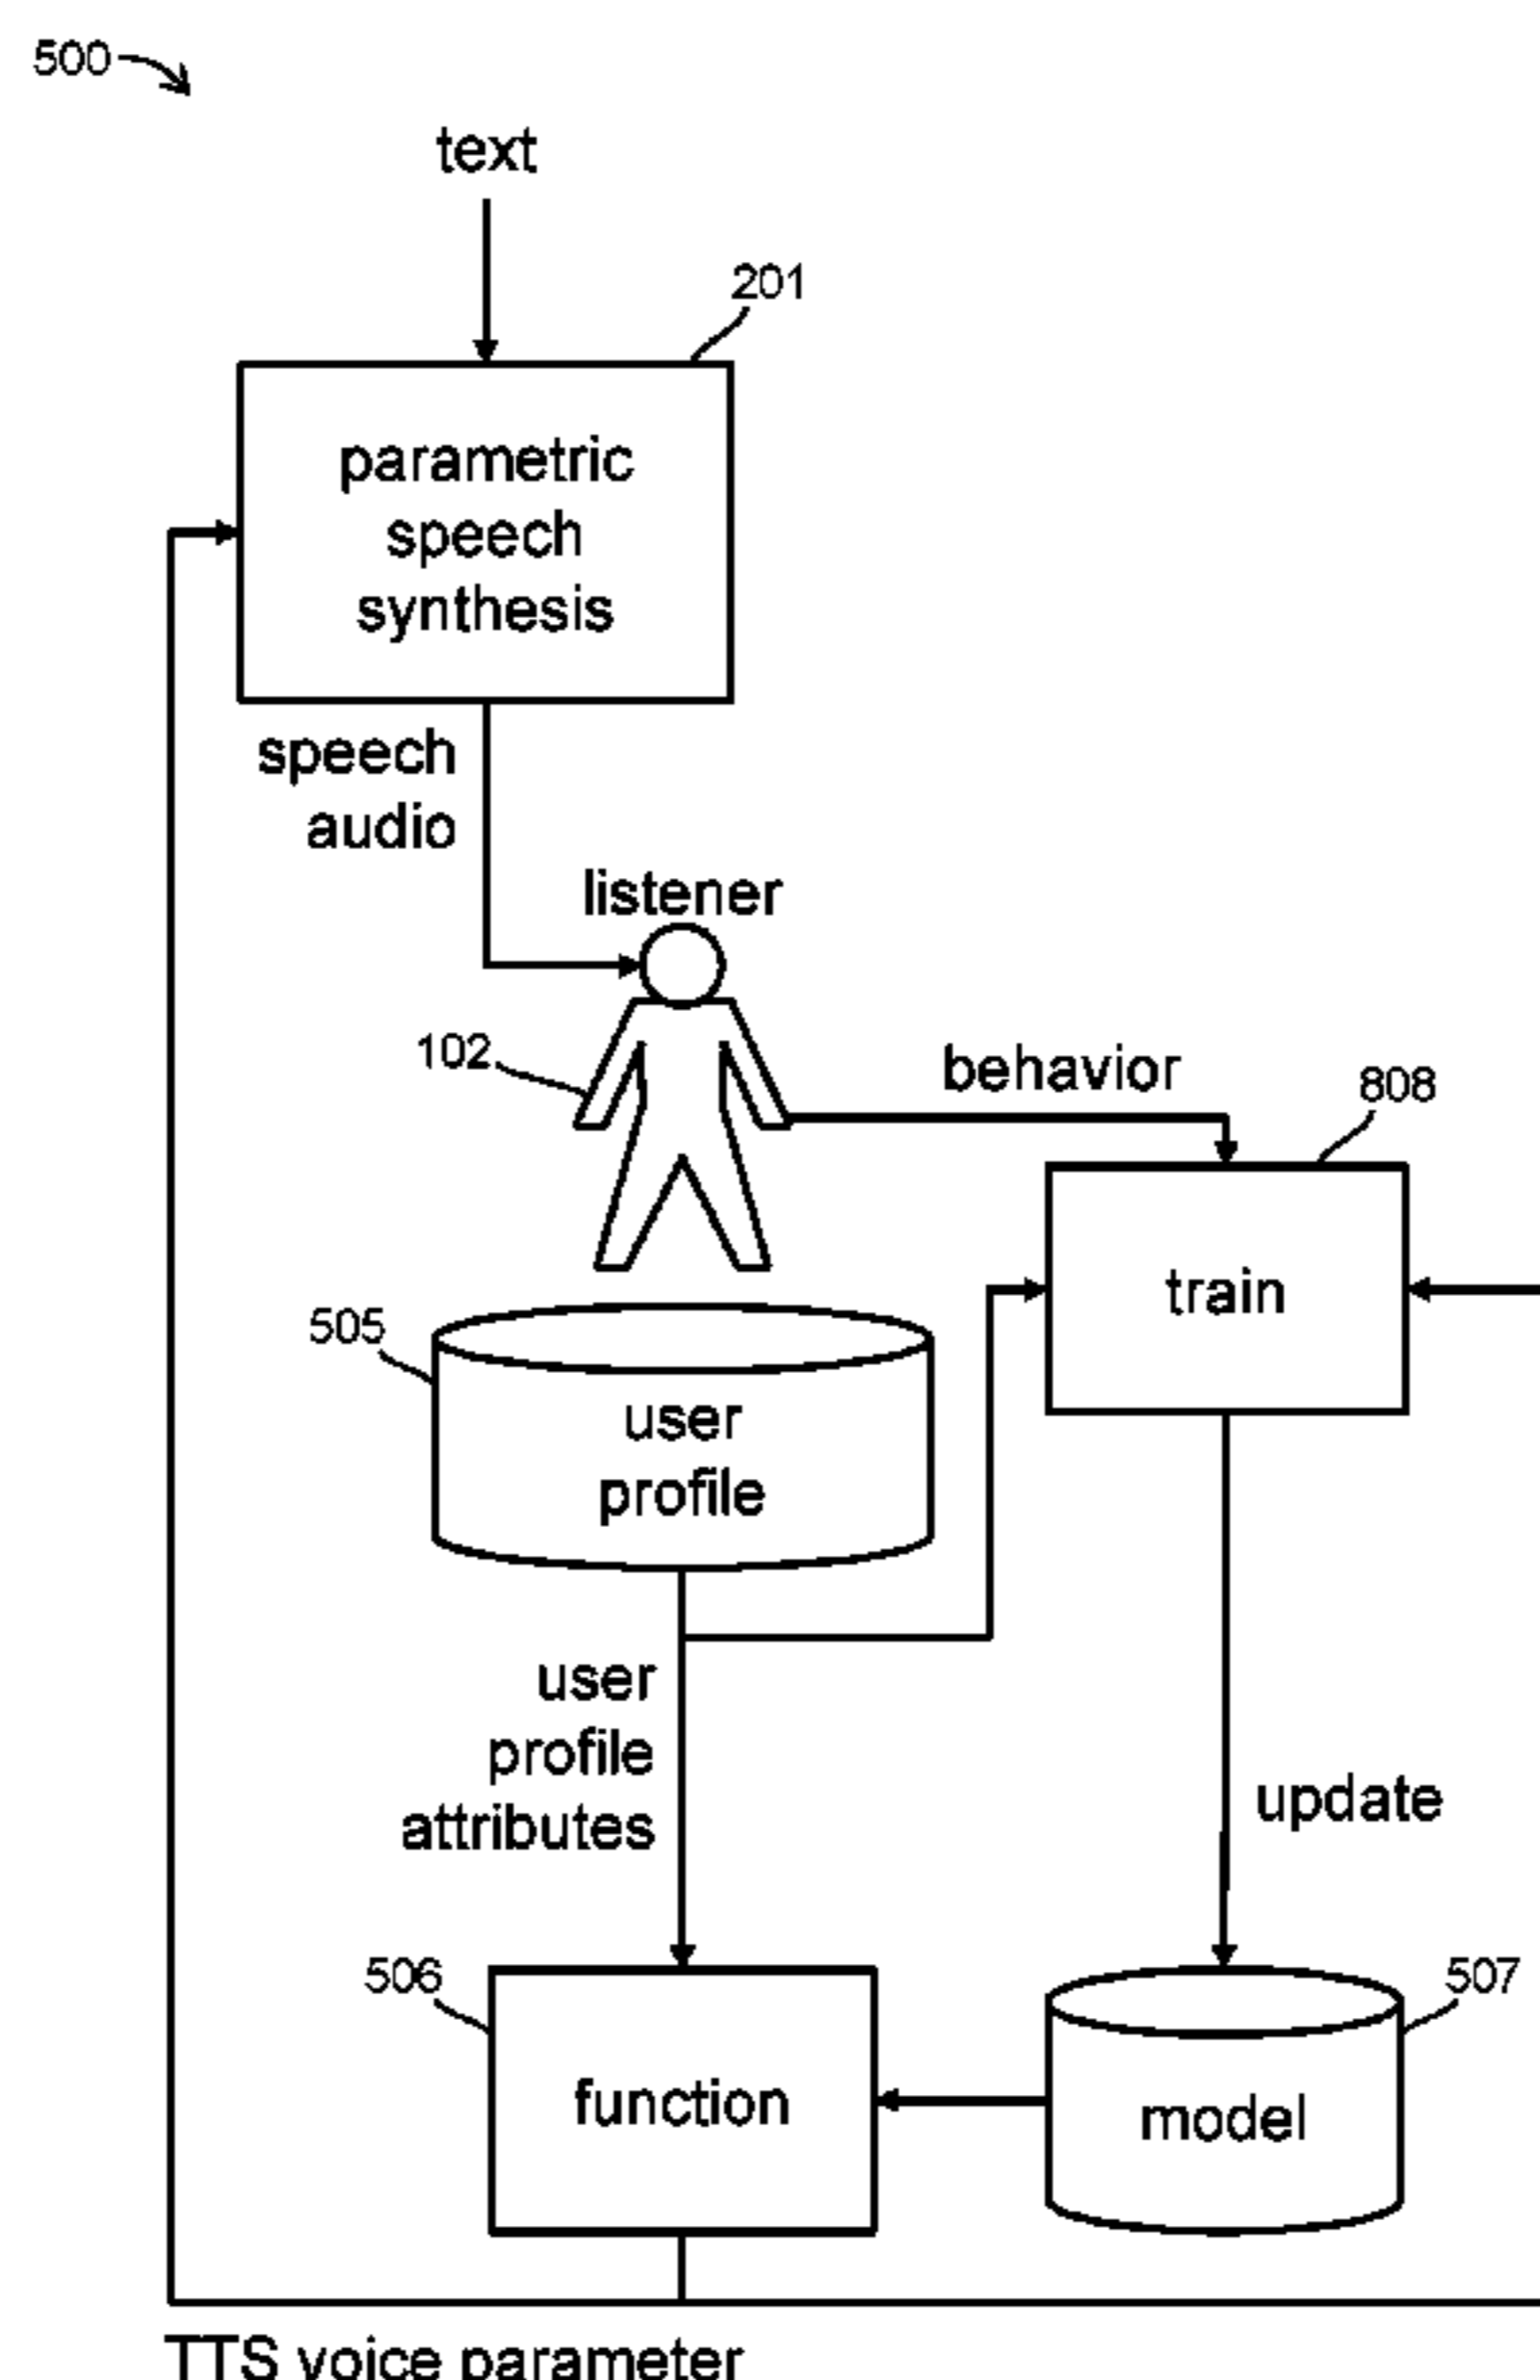 500
text
201
parametric
speech
synthesis
speech
audio
listener
102
behavior
808
train
505
user
profile
user
profile
attributes
update
506
507
function
model
TTS voice parameter